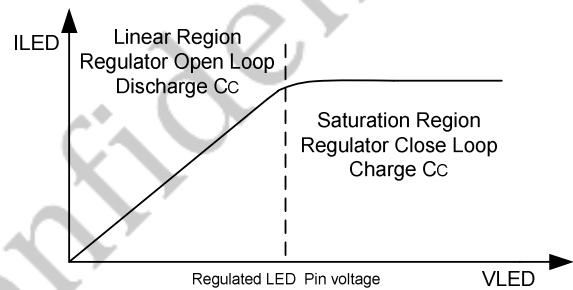 ILED
Linear Region
Regulator Open Loop
Discharge Cc
Saturation Region
Regulator Close Loop
Charge Cc
Regulated LED Pin voltage
VLED
onfiden